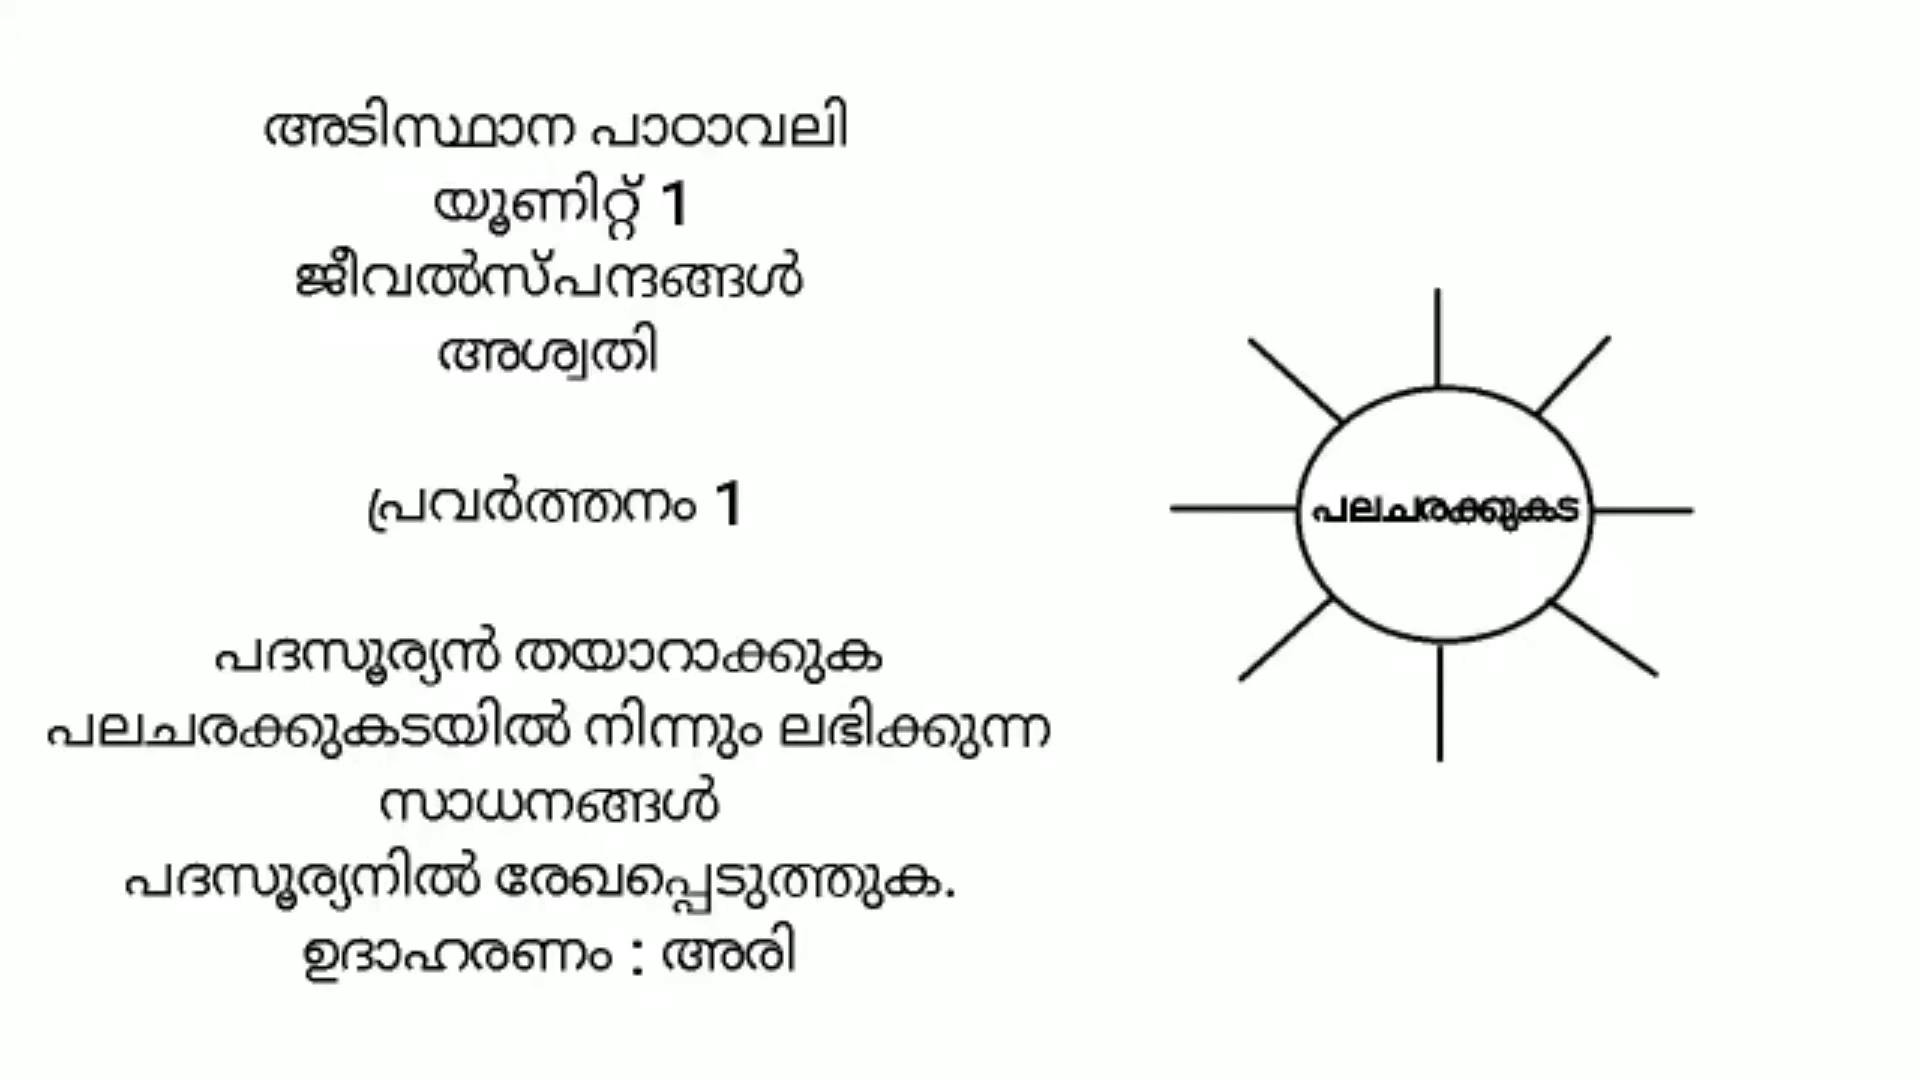 അടിസ്ഥാന പാഠാവലി
യൂണിറ്റ് 1
ജീവൽസ്പന്ദങ്ങൾ
അശ്വതി
പ്രവർത്തനം 1
പദസൂര്യൻ തയാറാക്കുക
പലചരക്കുകടയിൽ നിന്നും ലഭിക്കുന്ന
സാധനങ്ങൾ
പദസൂര്യനിൽ രേഖപ്പെടുത്തുക.
ഉദാഹരണം : അരി
പലചരക്കുകട